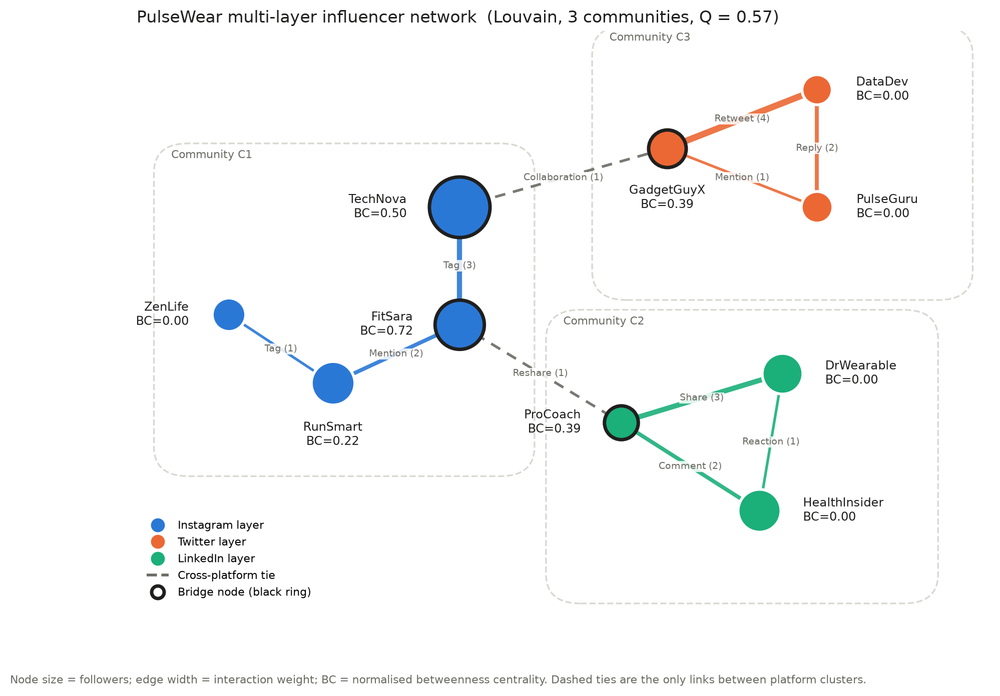 PulseWear multi-layer influencer network  (Louvain, 3 communities, Q = 0.57)
Community C3
DataDev
BC=0.00
Retweet (4)
Reply (2)
Mention (1)
GadgetGuyX
BC=0.39
PulseGuru
BC=0.00
Community C1
Collaboration (1)
TechNova
BC=0.50
Tag (3)
ZenLife
BC=0.00
FitSara
BC=0.72
Tag (1)
Mention (2)
RunSmart
BC=0.22
Reshare (1)
Community C2
DrWearable
BC=0.00
Share (3)
ProCoach
BC=0.39
Reaction (1)
Comment (2)
HealthInsider
BC=0.00
Instagram layer
Twitter layer
LinkedIn layer
Cross-platform tie
Bridge node (black ring)
Node size = followers; edge width = interaction weight; BC = normalised betweenness centrality. Dashed ties are the only links between platform clusters.